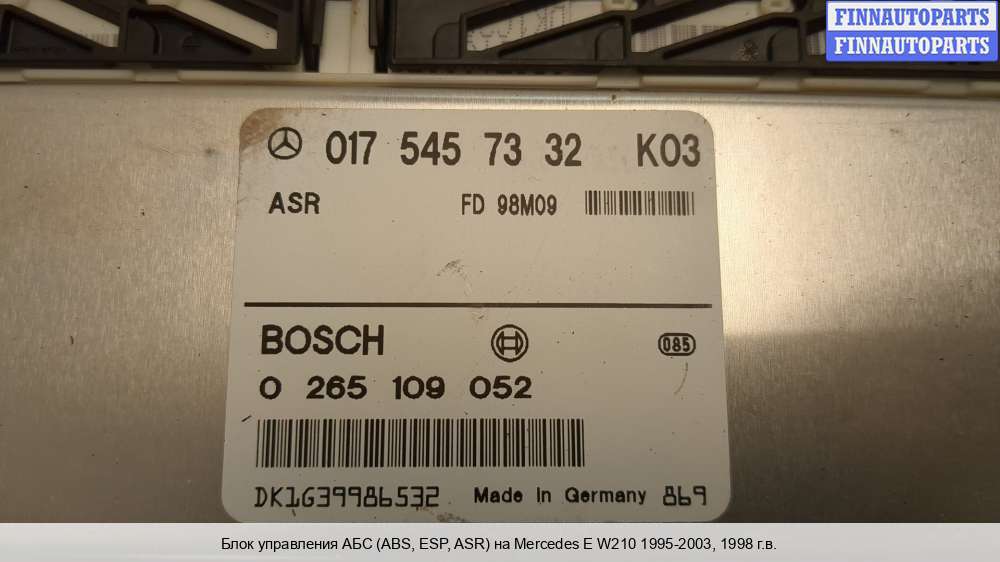 FINNAUTOPARTS
FINNAUTOPARTS
017 545 73 32 K03
ASR FD 98M09
BOSCH
085
0 265 109 052
DK1G39986532 Made in Germany 869
Блок управления АБС (ABS, ESP, ASR) на Mercedes E W210 1995-2003, 1998 г.в.